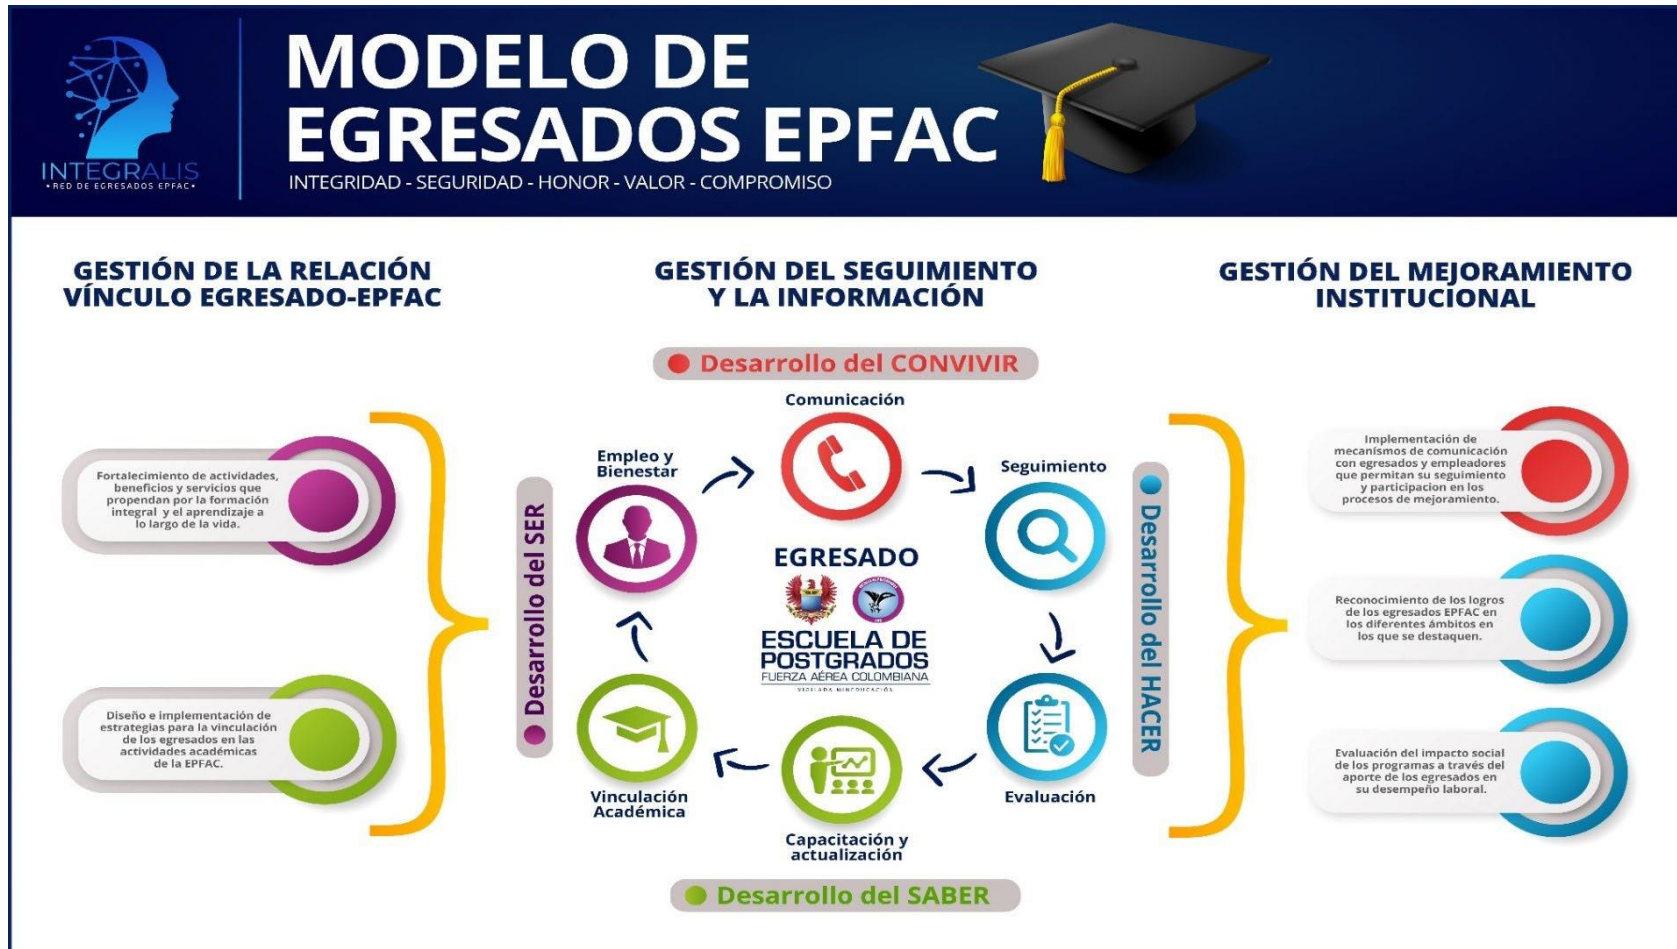 MODELO DE
EGRESADOS EPFAC
INTEGRIDAD - SEGURIDAD - HONOR - VALOR - COMPROMISO
INTEGRALIS
•RED DE EGRESADOS EPFAC•
GESTIÓN DE LA RELACIÓN
VÍNCULO EGRESADO-EPFAC
Fortalecimiento de actividades,
beneficios y servicios que
propendan por la formación
integral y el aprendizaje a
lo largo de la vida.
Diseño e implementación de
estrategias para la vinculación
de los egresados en las
actividades académicas
de la EPFAC.
GESTIÓN DEL SEGUIMIENTO
Y LA INFORMACIÓN
Desarrollo del CONVIVIR
Comunicación
Empleo y
Bienestar
Seguimiento
Desarrollo del SER
Desarrollo del HACER
EGRESADO
ESCUELA DE
POSTGRADOS
FUERZA AÉREA COLOMBIANA
VIGILADA MINEDUCACIÓN
Vinculación
Académica
Evaluación
Capacitación y
actualización
Desarrollo del SABER
GESTIÓN DEL MEJORAMIENTO
INSTITUCIONAL
Implementación de
mecanismos de comunicación
con egresados y empleadores
que permitan su seguimiento
y participacion en los
procesos de mejoramiento.
Reconocimiento de los logros
de los egresados EPFAC en
los diferentes ámbitos en
los que se destaquen.
Evaluación del impacto social
de los programas a través del
aporte de los egresados en
su desempeño laboral.